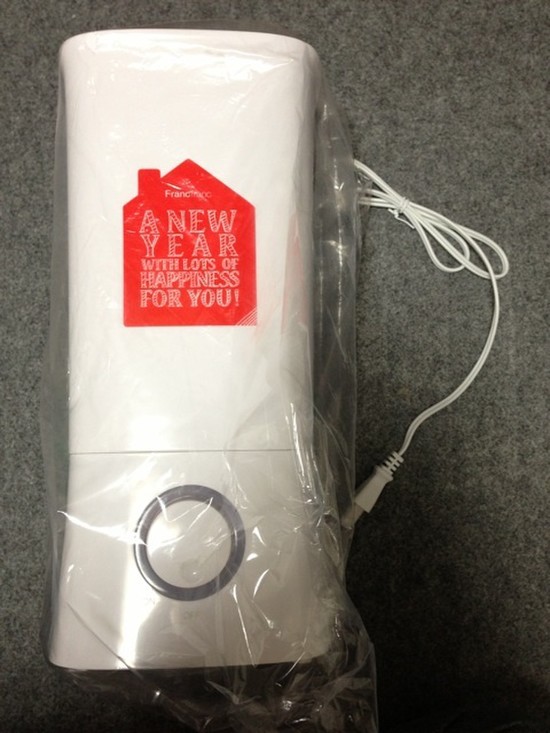 Francfranc
A NEW
YEAR
WITH LOTS OF
HAPPINESS
FOR YOU!